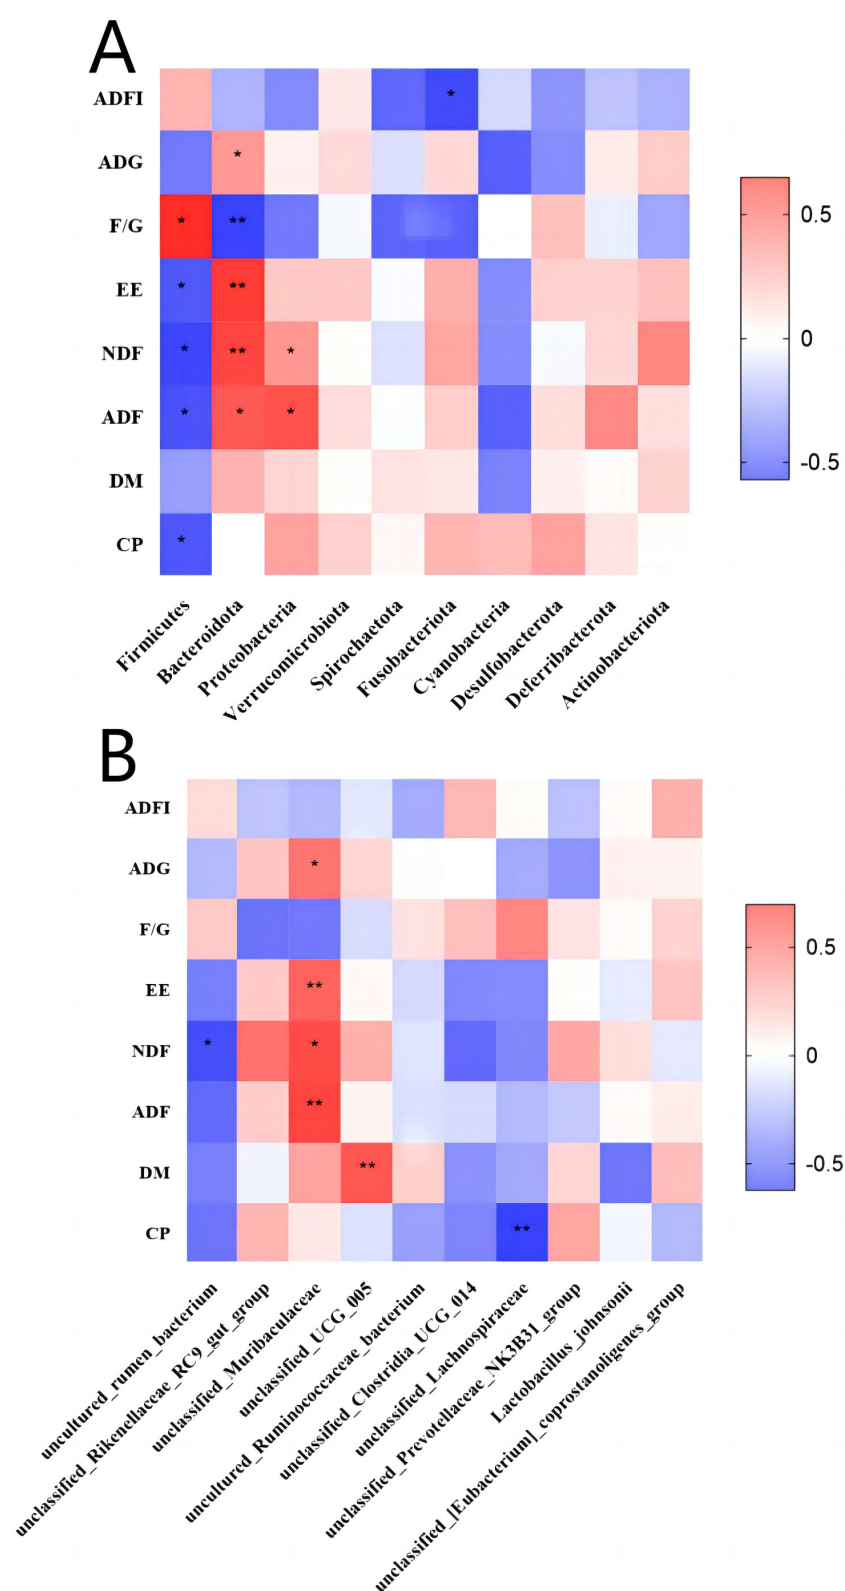 A
ADFI
*
ADG
*
F/G
* **
EE
* **
NDF
* ** *
ADF
* * *
DM
CP
*
0.5
0
-0.5
Firmicutes
Bacteroidota
Proteobacteria
Verrucomicrobiota
Spirochaetota
Fusobacteriota
Cyanobacteria
Desulfobacterota
Deferribacterota
Actinobacteriota
B
ADFI
ADG
*
F/G
EE
**
NDF
* *
ADF
**
DM
**
CP
**
0.5
0
-0.5
uncultured_rumen_bacterium
unclassified_Rikenellaceae_RC9_gut_group
unclassified_Muribaculaceae
unclassified_UCG_005
uncultured_Ruminococcaceae_bacterium
unclassified_Clostridia_UCG_014
unclassified_Lachnospiraceae
unclassified_Prevotellaceae_NK3B31_group
Lactobacillus_johnsonii
unclassified_[Eubacterium]_coprostanoligenes_group